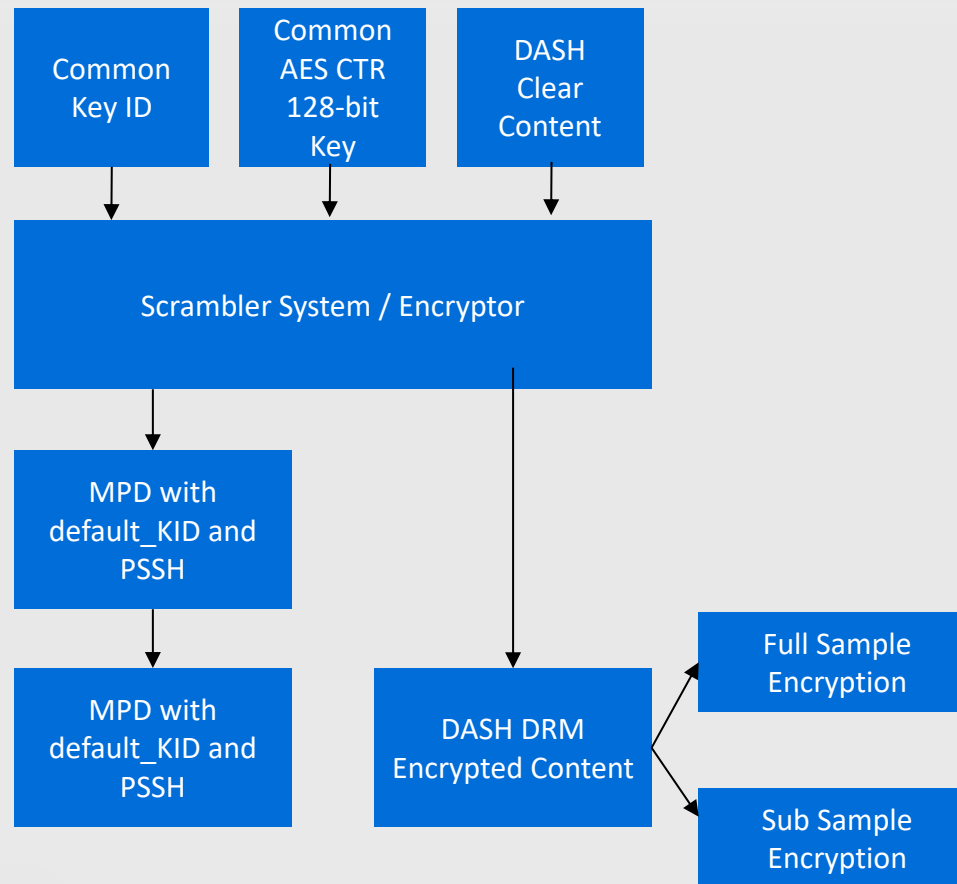 Common
Key ID
Common
AES CTR
128-bit
Key
DASH
Clear
Content
Scrambler System / Encryptor
MPD with
default_KID and
PSSH
MPD with
default_KID and
PSSH
DASH DRM
Encrypted Content
Full Sample
Encryption
Sub Sample
Encryption